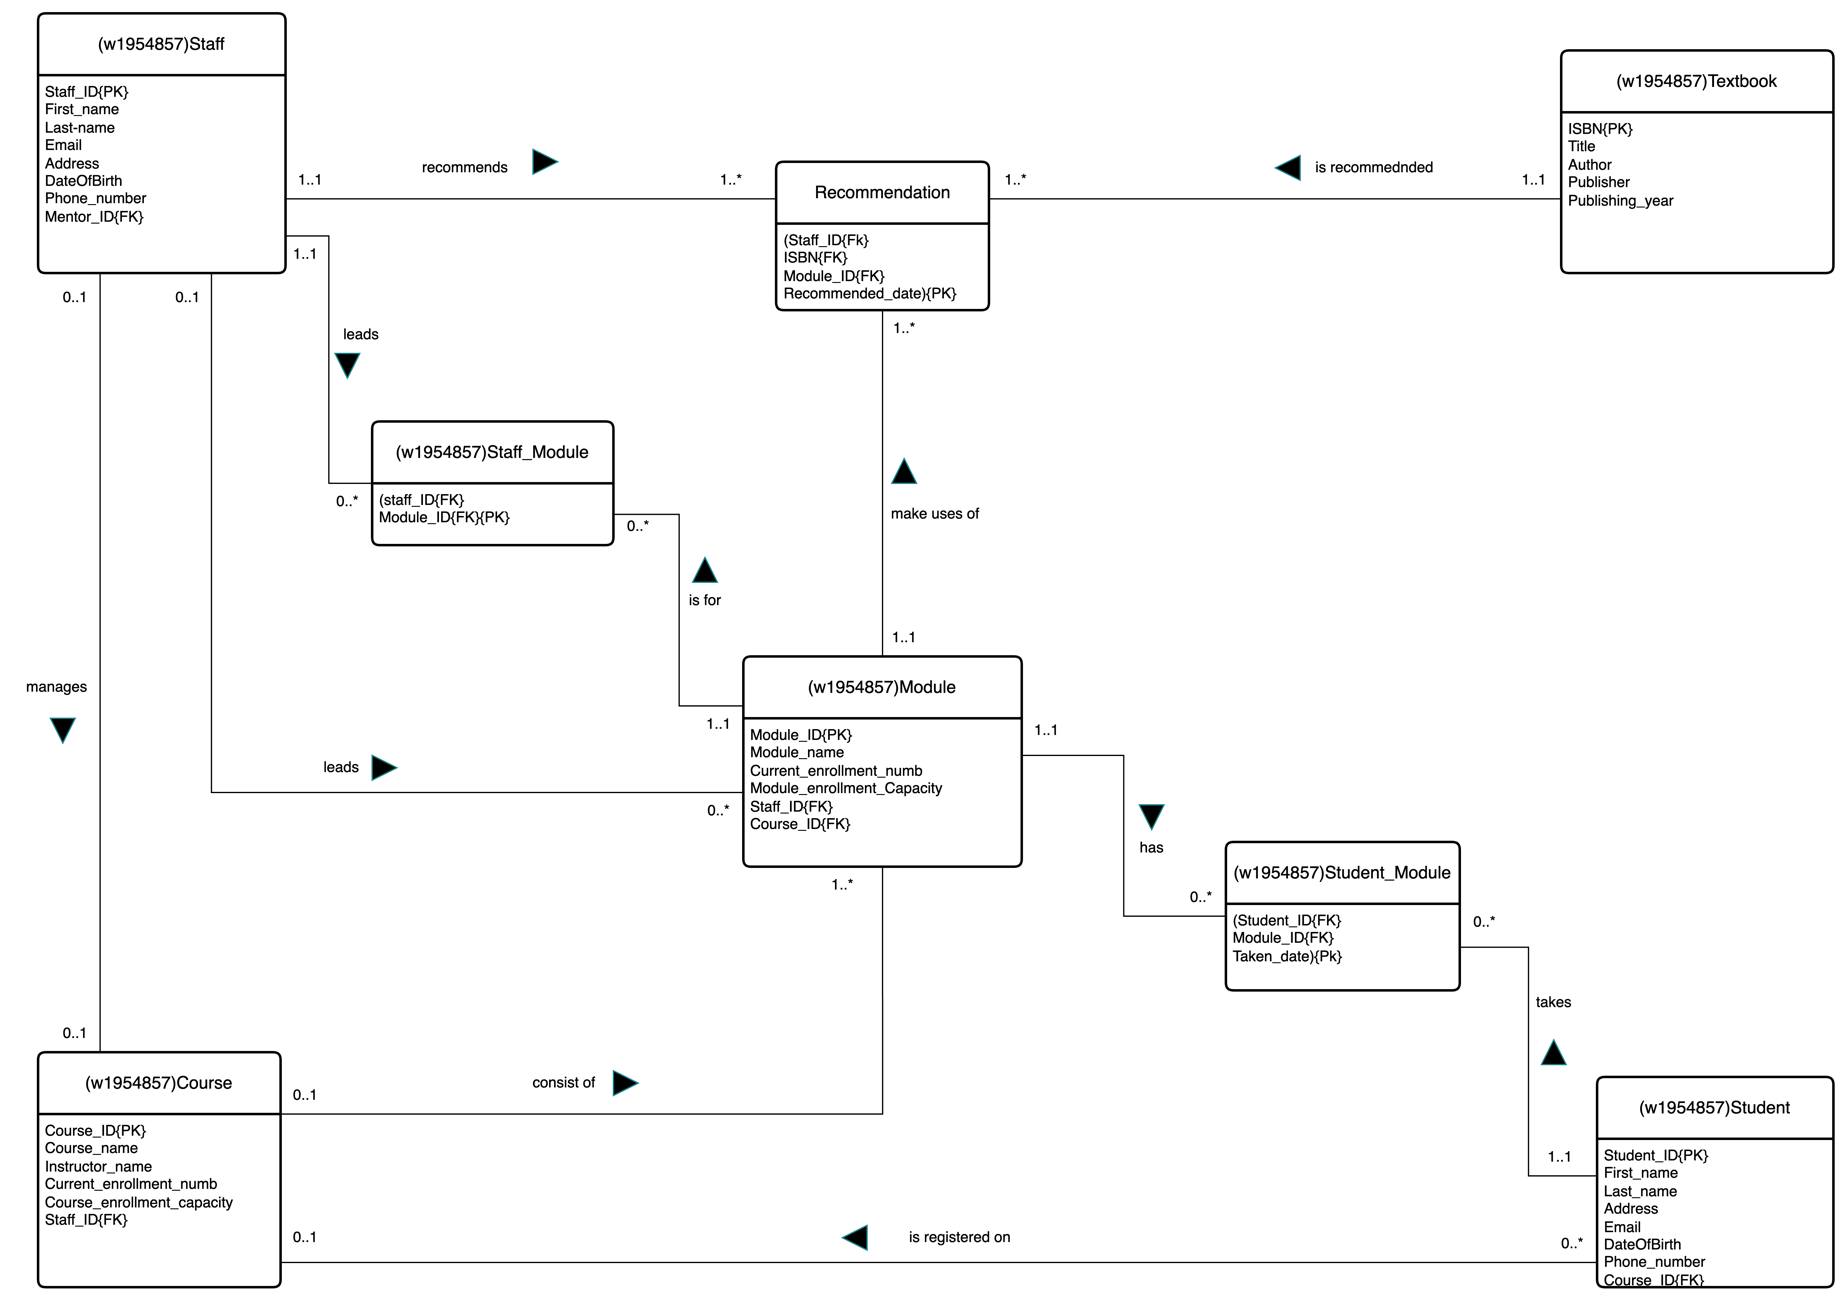 (w1954857)Staff
Staff_ID{PK}
First_name
Last-name
Email
Address
DateOfBirth
Phone_number
Mentor_ID{FK}
(w1954857)Textbook
ISBN{PK}
Title
Author
Publisher
Publishing_year
1..1
recommends
1..*
Recommendation
(Staff_ID{Fk}
ISBN{FK}
Module_ID{FK}
Recommended_date){PK}
1..*
is recommednded
1..1
1..1
0..1
0..1
leads
1..*
(w1954857)Staff_Module
(staff_ID{FK}
Module_ID{FK}{PK}
0..*
0..*
make uses of
is for
1..1
manages
(w1954857)Module
Module_ID{PK}
Module_name
Current_enrollment_numb
Module_enrollment_Capacity
Staff_ID{FK}
Course_ID{FK}
1..1
1..1
leads
0..*
has
1..*
0..*
(w1954857)Student_Module
(Student_ID{FK}
Module_ID{FK}
Taken_date){Pk}
0..*
takes
0..1
(w1954857)Course
Course_ID{PK}
Course_name
Instructor_name
Current_enrollment_numb
Course_enrollment_capacity
Staff_ID{FK}
0..1
consist of
1..1
(w1954857)Student
Student_ID{PK}
First_name
Last_name
Address
Email
DateOfBirth
Phone_number
Course_ID{FK}
0..1
is registered on
0..*